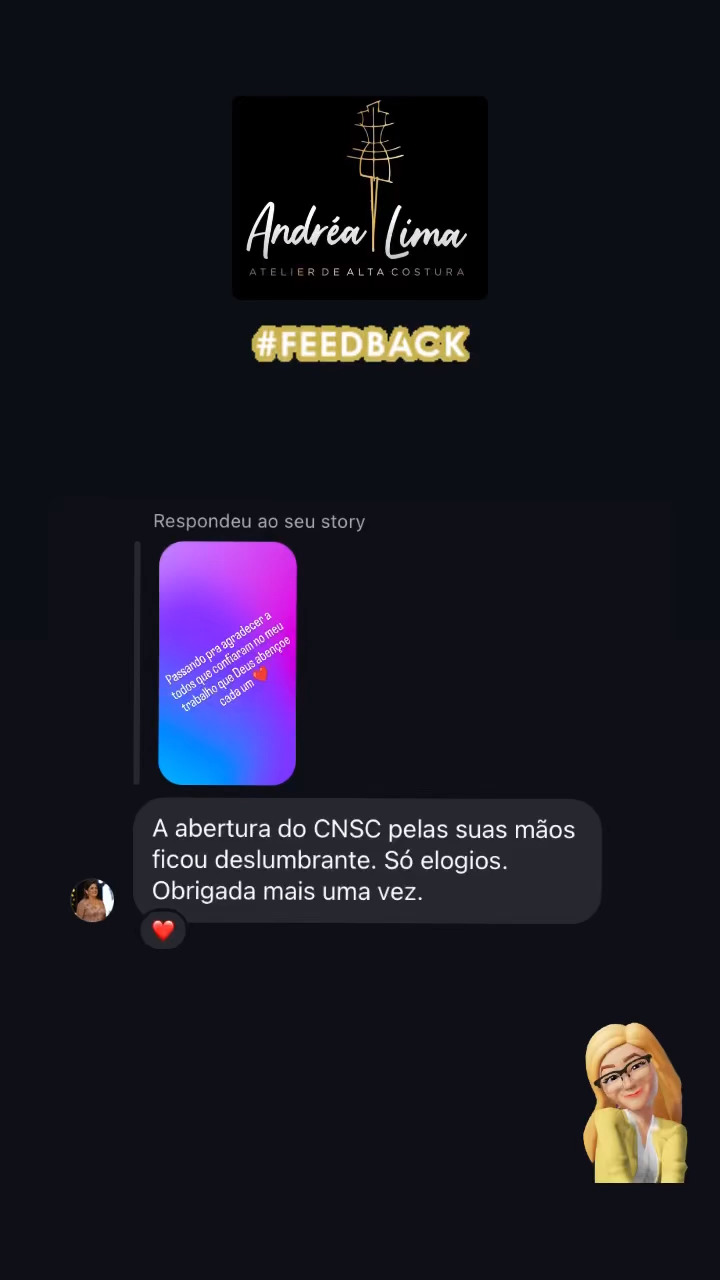 Andréa Lima
ATELIER DE ALTA COSTURA
#FEEDBACK
Respondeu ao seu story
Passando pra agradecer a
todos que confiaram no meu
trabalho que Deus abençoe
cada um ❤️
A abertura do CNSC pelas suas mãos
ficou deslumbrante. Só elogios.
Obrigada mais uma vez.
❤️